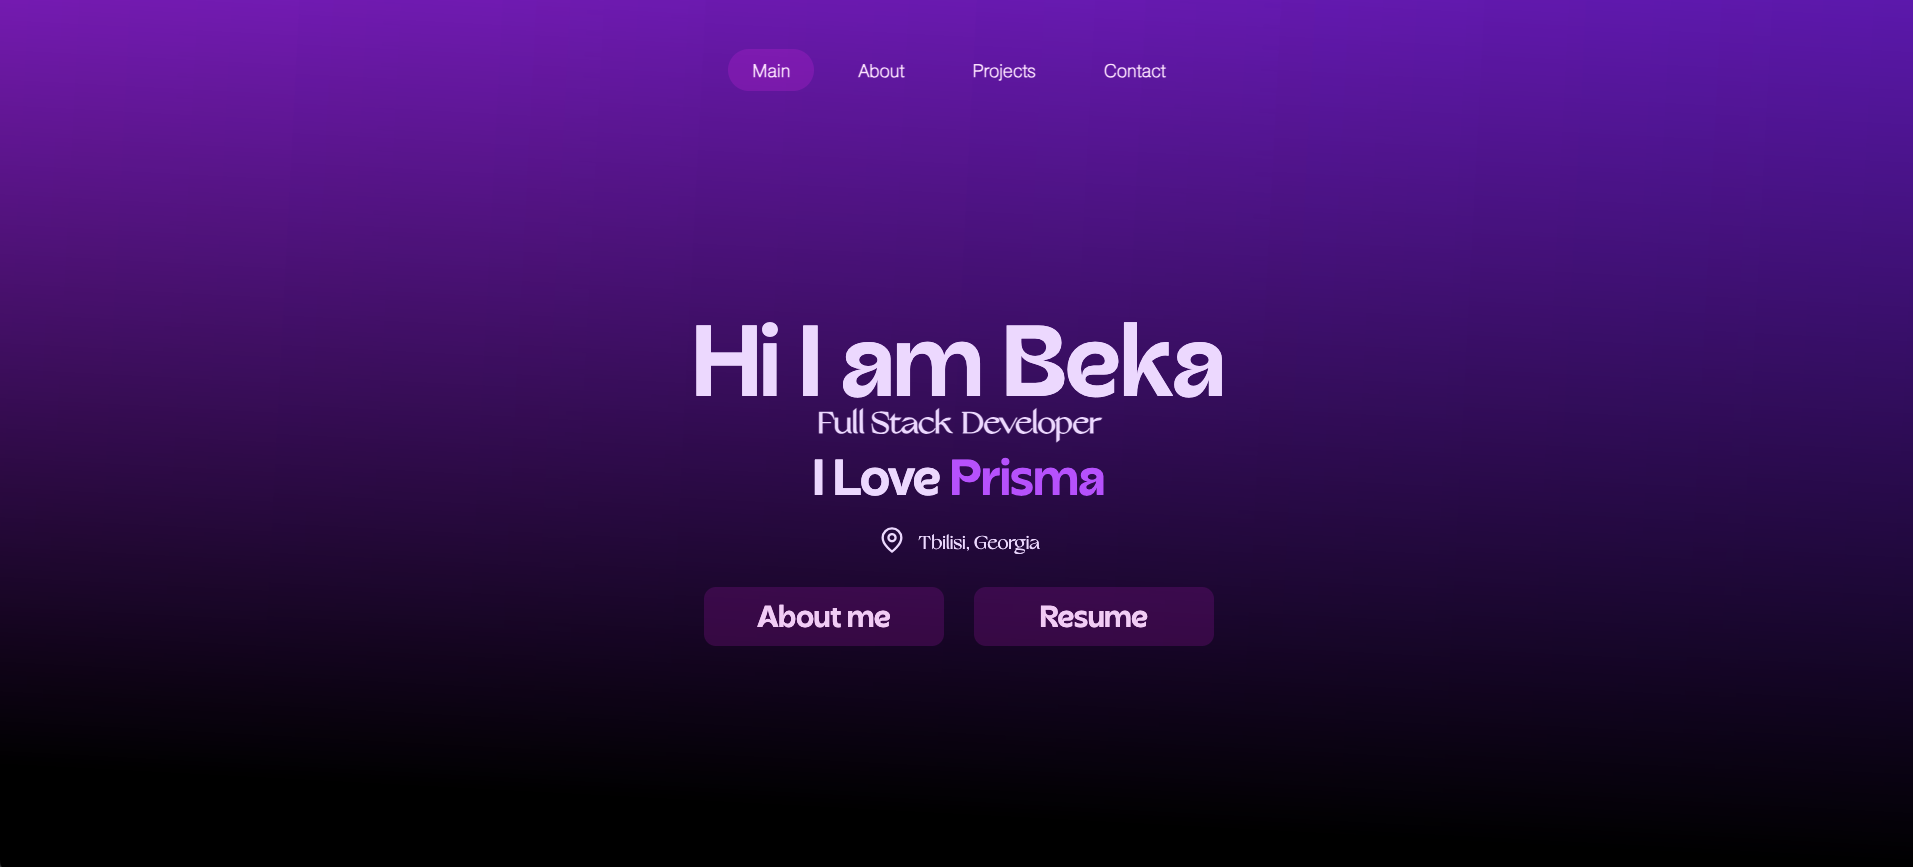 Main About Projects Contact
Hi I am Beka
Full Stack Developer
I Love Prisma
Tbilisi, Georgia
About me Resume